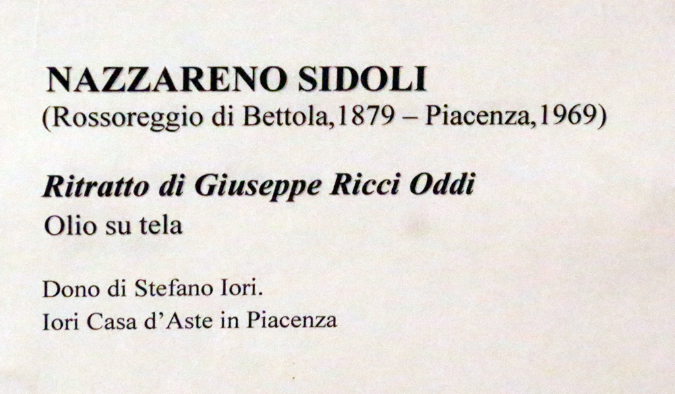 NAZZARENO SIDOLI
(Rossoreggio di Bettola,1879 – Piacenza,1969)
Ritratto di Giuseppe Ricci Oddi
Olio su tela
Dono di Stefano Iori.
Iori Casa d’Aste in Piacenza